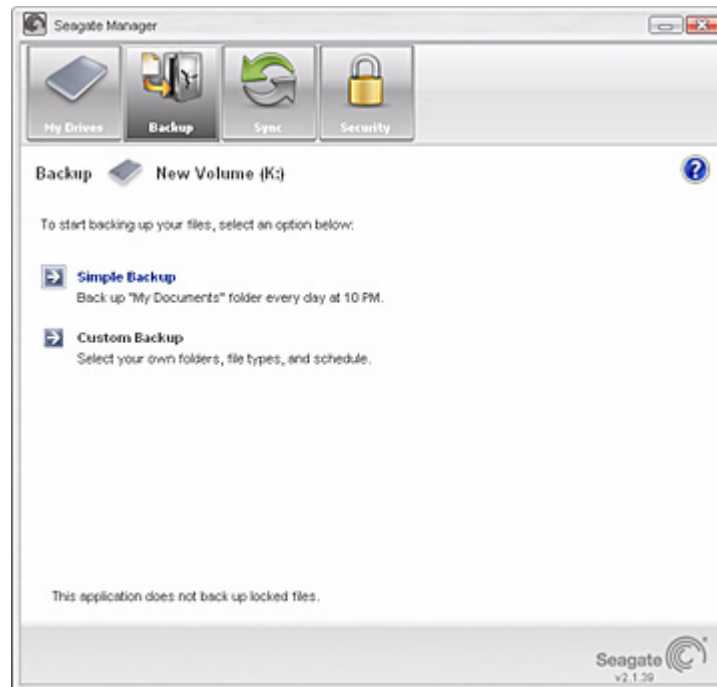 Seagate Manager
My Drives Backup Sync Security
Backup New Volume (K:)
To start backing up your files, select an option below:
Simple Backup
Back up "My Documents" folder every day at 10 PM.
Custom Backup
Select your own folders, file types, and schedule.
This application does not back up locked files.
Seagate
v2.1.39